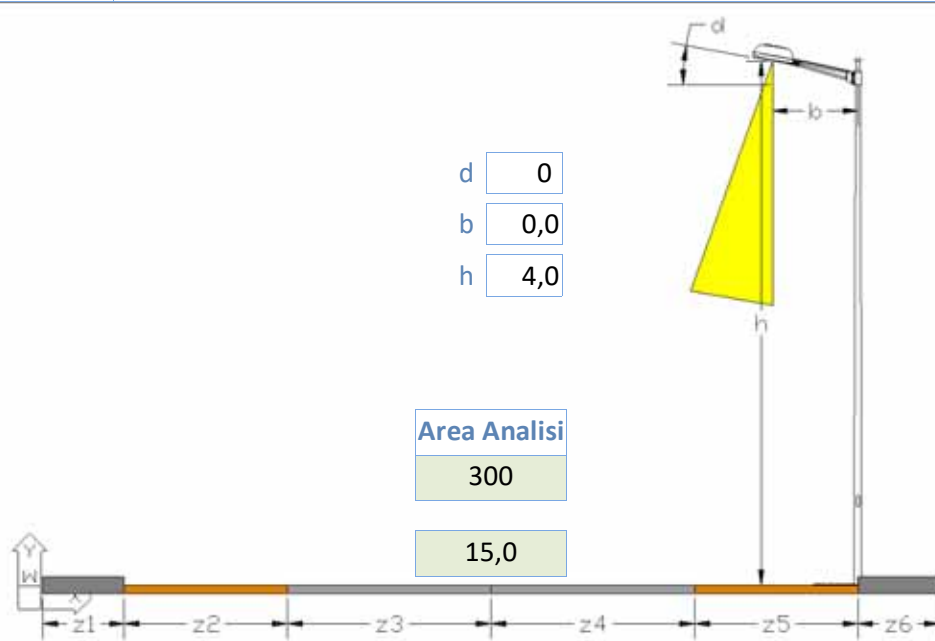 d
d 0
b
b 0,0
h 4,0
h
Area Analisi
300
15,0
Y
W
X
z1 z2 z3 z4 z5 z6